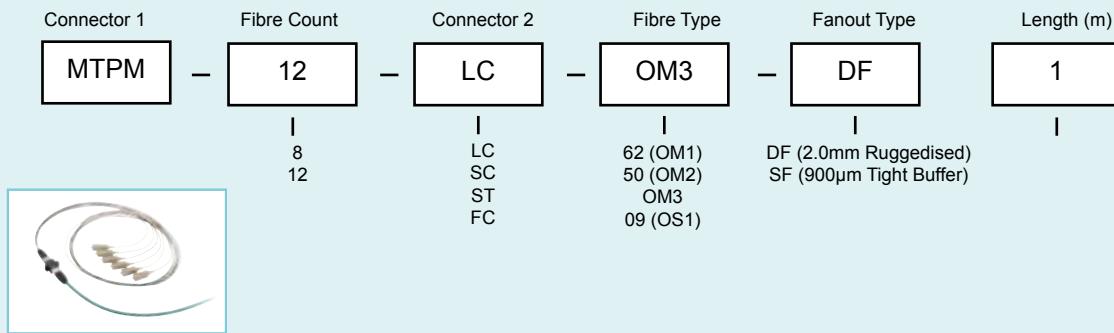 Connector 1 Fibre Count Connector 2 Fibre Type Fanout Type Length (m)
MTPM – 12 – LC – OM3 – DF 1
8 LC 62 (OM1) DF (2.0mm Ruggedised)
12 SC 50 (OM2) SF (900µm Tight Buffer)
ST OM3
FC 09 (OS1)